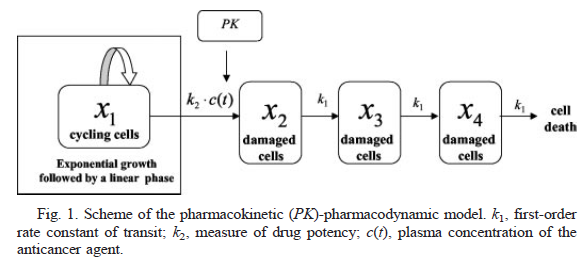 PK
k₂ · c(t)
x₁
cycling cells
Exponential growth
followed by a linear phase
x₂
damaged
cells
k₁
x₃
damaged
cells
k₁
x₄
damaged
cells
k₁
cell
death
Fig. 1. Scheme of the pharmacokinetic (PK)-pharmacodynamic model. k₁, first-order
rate constant of transit; k₂, measure of drug potency; c(t), plasma concentration of the
anticancer agent.